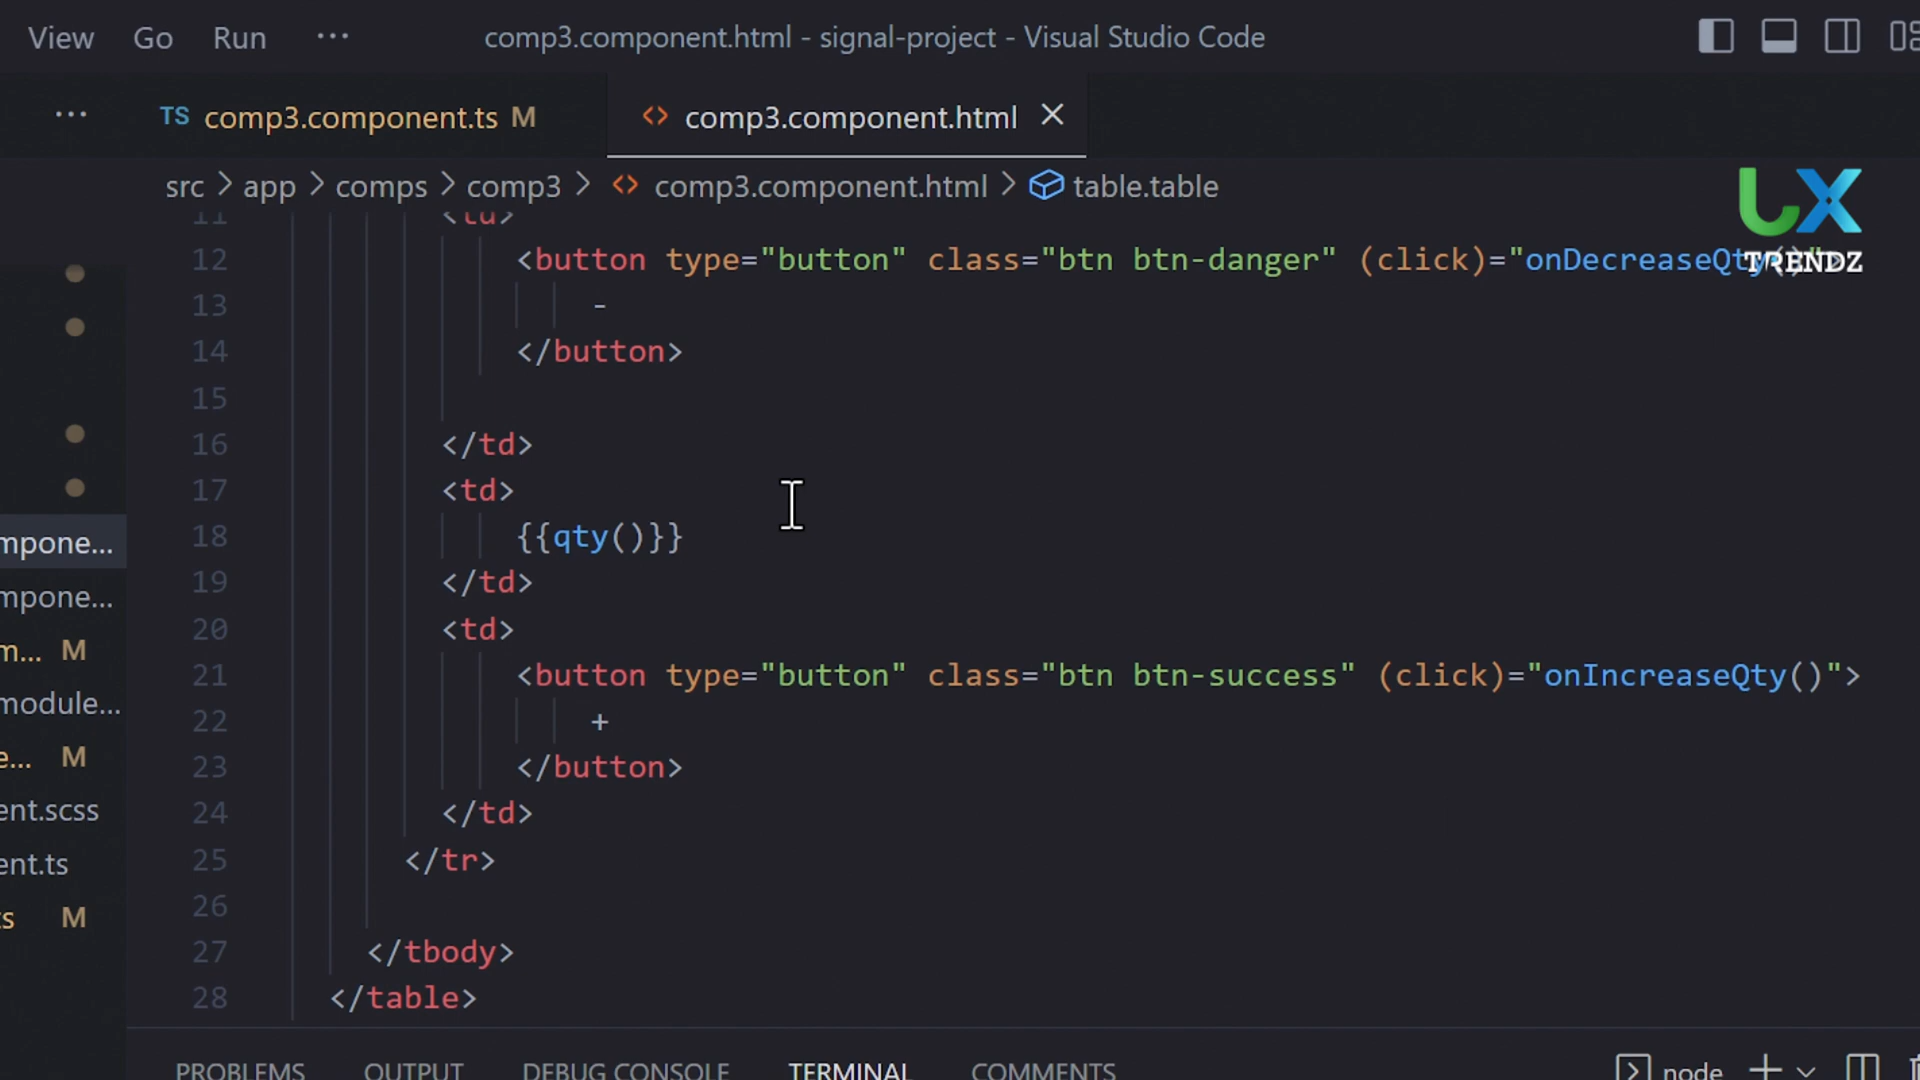 View Go Run ··· comp3.component.html - signal-project - Visual Studio Code
··· TS comp3.component.ts M <> comp3.component.html ×
src > app > comps > comp3 > <> comp3.component.html > table.table
UX
TRENDZ
11 <td>
12 <button type="button" class="btn btn-danger" (click)="onDecreaseQty()">
13 -
14 </button>
15
16 </td>
17 <td>
18 {{qty()}}
19 </td>
20 <td>
21 <button type="button" class="btn btn-success" (click)="onIncreaseQty()">
22 +
23 </button>
24 </td>
25 </tr>
26
27 </tbody>
28 </table>
mpone...
mpone...
m... M
module...
e... M
ent.scss
ent.ts
ts M
PROBLEMS OUTPUT DEBUG CONSOLE TERMINAL COMMENTS node